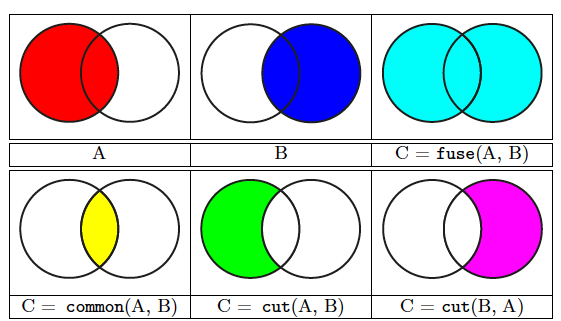 A
B
C = fuse(A, B)
C = common(A, B)
C = cut(A, B)
C = cut(B, A)